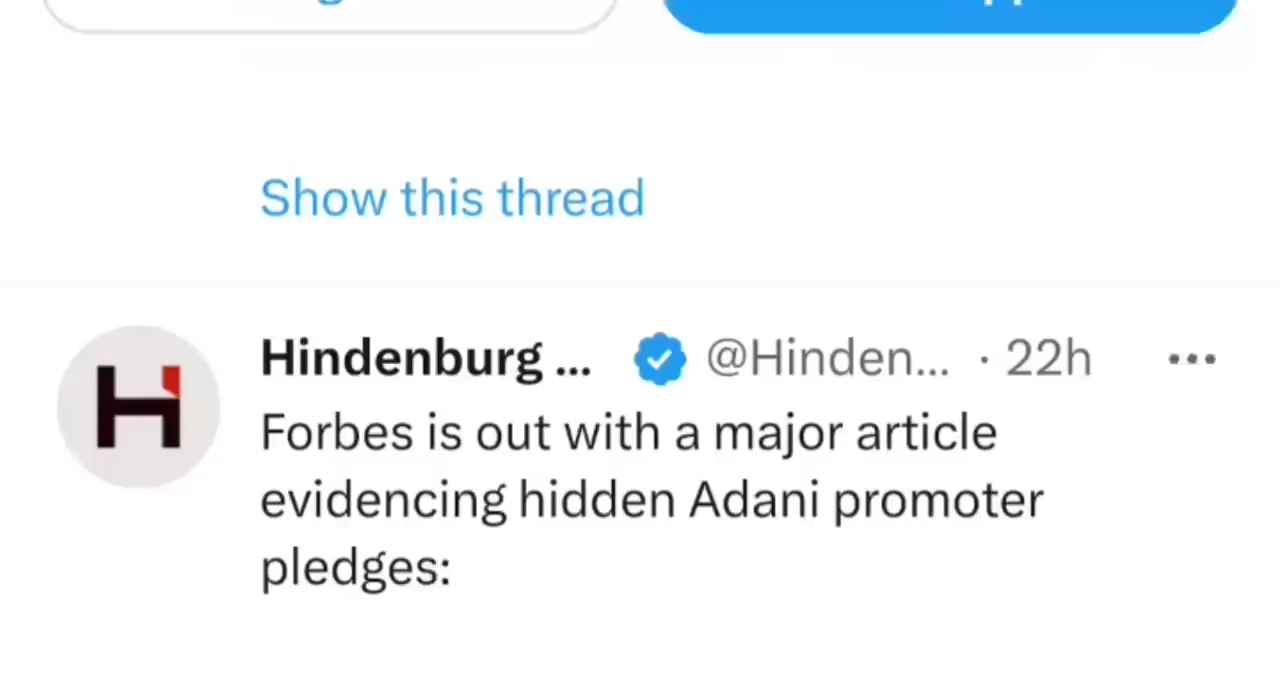 Show this thread
Hindenburg ... @Hinden... · 22h ...
Forbes is out with a major article
evidencing hidden Adani promoter
pledges: